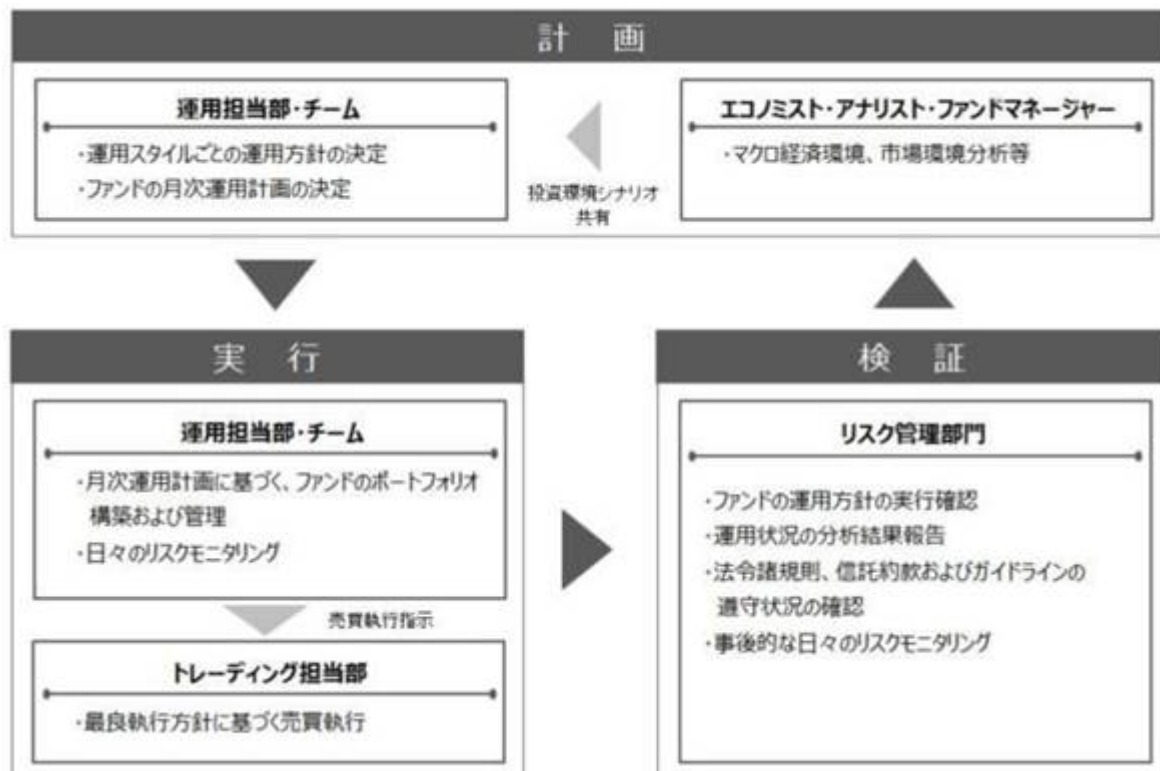 計 画
運用担当部・チーム
・運用スタイルごとの運用方針の決定
・ファンドの月次運用計画の決定
投資環境シナリオ
共有
エコノミスト・アナリスト・ファンドマネージャー
・マクロ経済環境、市場環境分析等
実 行
運用担当部・チーム
・月次運用計画に基づく、ファンドのポートフォリオ
構築および管理
・日々のリスクモニタリング
売買執行指示
トレーディング担当部
・最良執行方針に基づく売買執行
検 証
リスク管理部門
・ファンドの運用方針の実行確認
・運用状況の分析結果報告
・法令諸規則、信託約款およびガイドラインの
遵守状況の確認
・事後的な日々のリスクモニタリング